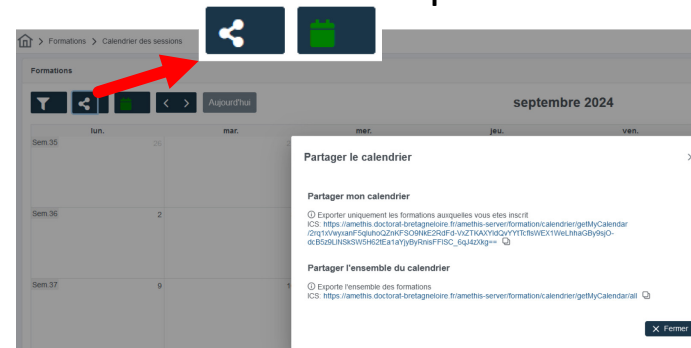 Formations > Calendrier des sessions
Formations
Aujourd'hui
septembre 2024
lun. mar. mer. jeu. ven.
Sem.35 26
Partager le calendrier
Partager mon calendrier
Exporter uniquement les formations auxquelles vous etes inscrit
ICS: https://amethis.doctorat-bretagneloire.fr/amethis-server/formation/calendrier/getMyCalendar
Sem.36 2
Partager l'ensemble du calendrier
Exporte l'ensemble des formations
ICS: https://amethis.doctorat-bretagneloire.fr/amethis-server/formation/calendrier/getMyCalendar/all
Sem.37 9
Fermer